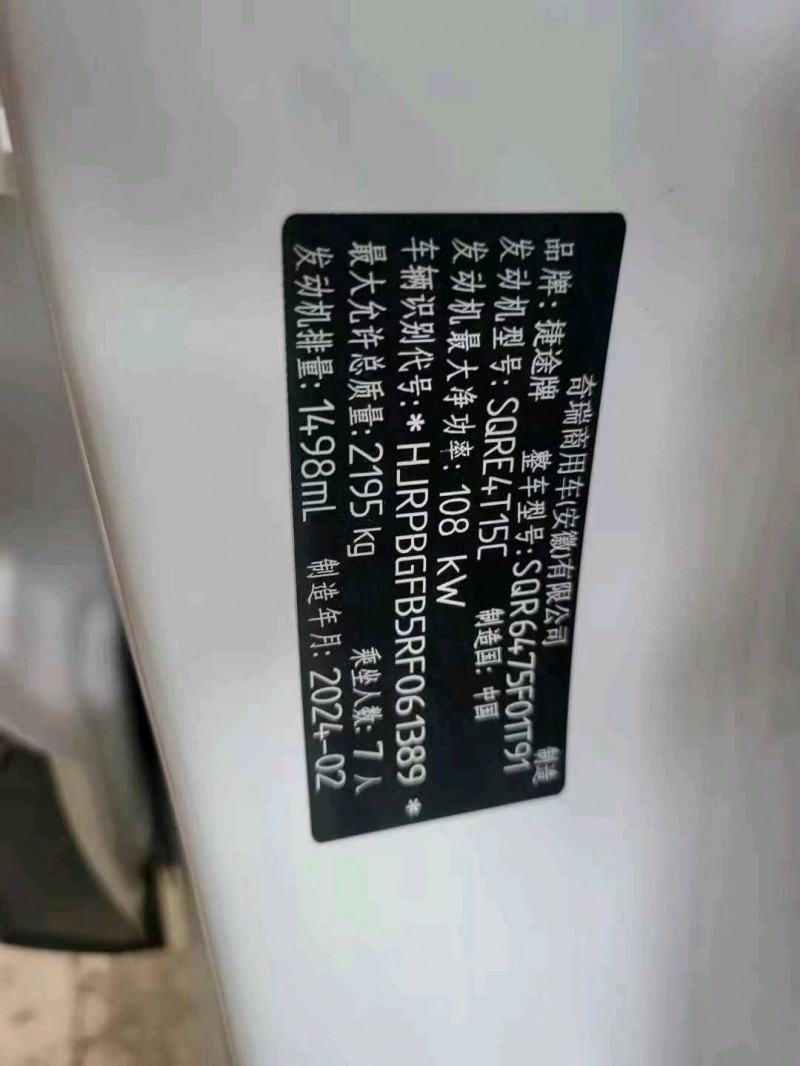 奇瑞商用车(安徽)有限公司 制造
品牌: 捷途牌 整车型号: SQR6475F01T91
发动机型号: SQRE4T15C 制造国: 中国
发动机最大净功率: 108 kW
车辆识别代号: *HJRPBGFB5RF061389*
最大允许总质量: 2195 kg 乘坐人数: 7 人
发动机排量: 1498mL 制造年月: 2024-02